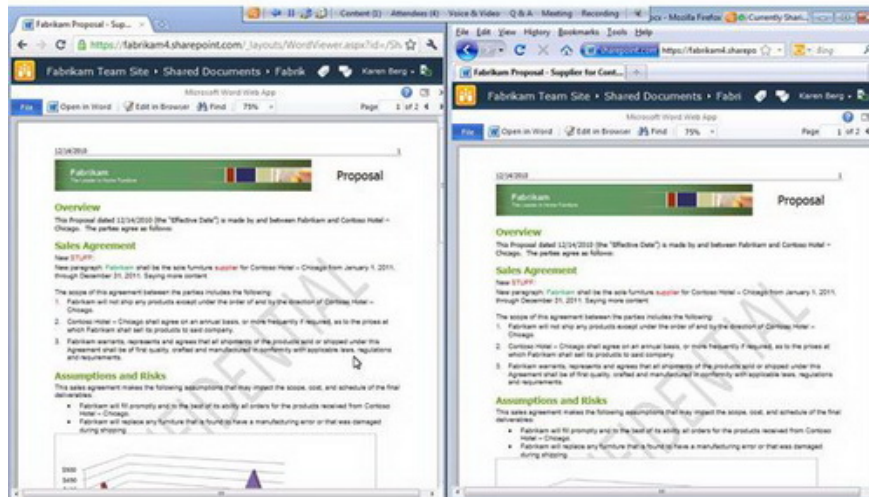 Fabrikam Proposal - Sup...
Content (1) Attendees (4) Voice & Video Q & A Meeting Recording
- Mozilla Firefox
Currently Shari...
https://fabrikam4.sharepoint.com/_layouts/WordViewer.aspx?id=/Sh
Fabrikam Team Site Shared Documents Fabrik
Karen Berg
Microsoft Word Web App
File Open in Word Edit in Browser Find 75% Page 1 of 2
12/14/2010 1
Fabrikam
The Leader in Home Furniture
Proposal
Overview
This Proposal dated 12/14/2010 (the "Effective Date") is made by and between Fabrikam and Contoso Hotel –
Chicago. The parties agree as follows:
Sales Agreement
New STUFF:
New paragraph: Fabrikam shall be the sole furniture supplier for Contoso Hotel – Chicago from January 1, 2011,
through December 31, 2011. Saying more content
The scope of this agreement between the parties includes the following:
1. Fabrikam will not ship any products except under the order of and by the direction of Contoso Hotel –
Chicago.
2. Contoso Hotel – Chicago shall agree on an annual basis, or more frequently if required, as to the prices at
which Fabrikam shall sell its products to said company.
3. Fabrikam warrants, represents and agrees that all shipments of the products sold or shipped under this
Agreement shall be of first quality, crafted and manufactured in conformity with applicable laws, regulations
and requirements.
Assumptions and Risks
This sales agreement makes the following assumptions that may impact the scope, cost, and schedule of the final
deliverables:
• Fabrikam will fill promptly and to the best of its ability all orders for the products received from Contoso
Hotel – Chicago.
• Fabrikam will replace any furniture that is found to have a manufacturing error or that was damaged
during shipping.
$500
$450
File Edit View History Bookmarks Tools Help
sharepoint.com https://fabrikam4.sharepo
Bing
Fabrikam Proposal - Supplier for Cont...
Fabrikam Team Site Shared Documents Fabri
Karen Berg
Microsoft Word Web App
File Open in Word Edit in Browser Find 75% Page 1 of 2
12/14/2010 1
Fabrikam
The Leader in Home Furniture
Proposal
Overview
This Proposal dated 12/14/2010 (the "Effective Date") is made by and between Fabrikam and Contoso Hotel –
Chicago. The parties agree as follows:
Sales Agreement
New STUFF:
New paragraph: Fabrikam shall be the sole furniture supplier for Contoso Hotel – Chicago from January 1, 2011,
through December 31, 2011. Saying more content
The scope of this agreement between the parties includes the following:
1. Fabrikam will not ship any products except under the order of and by the direction of Contoso Hotel –
Chicago.
2. Contoso Hotel – Chicago shall agree on an annual basis, or more frequently if required, as to the prices at
which Fabrikam shall sell its products to said company.
3. Fabrikam warrants, represents and agrees that all shipments of the products sold or shipped under this
Agreement shall be of first quality, crafted and manufactured in conformity with applicable laws, regulations
and requirements.
Assumptions and Risks
This sales agreement makes the following assumptions that may impact the scope, cost, and schedule of the final
deliverables:
• Fabrikam will fill promptly and to the best of its ability all orders for the products received from Contoso
Hotel – Chicago.
• Fabrikam will replace any furniture that is found to have a manufacturing error or that was damaged
during shipping.